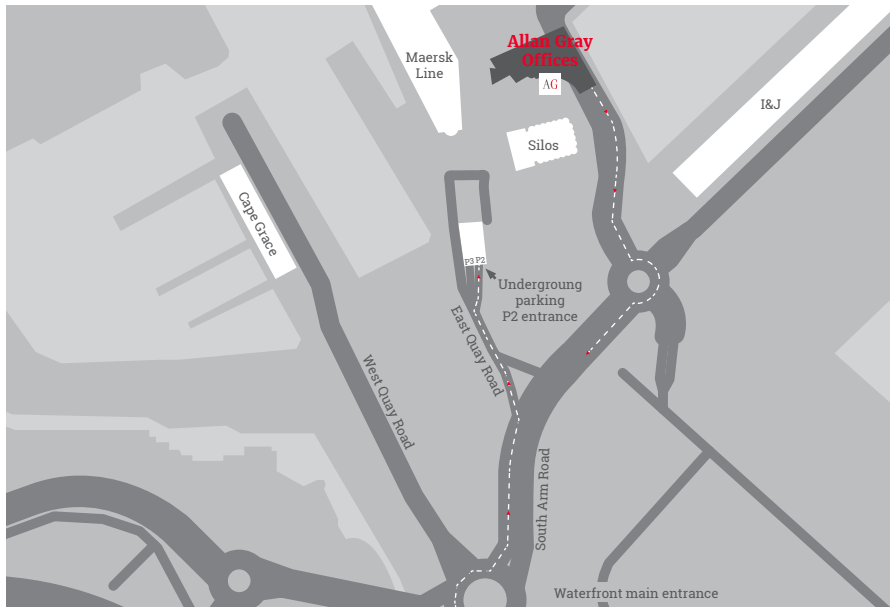 Allan Gray
Offices
AG
Maersk
Line
I&J
Silos
Cape Grace
P3 P2
Undergroung
parking
P2 entrance
East Quay Road
West Quay Road
South Arm Road
Waterfront main entrance